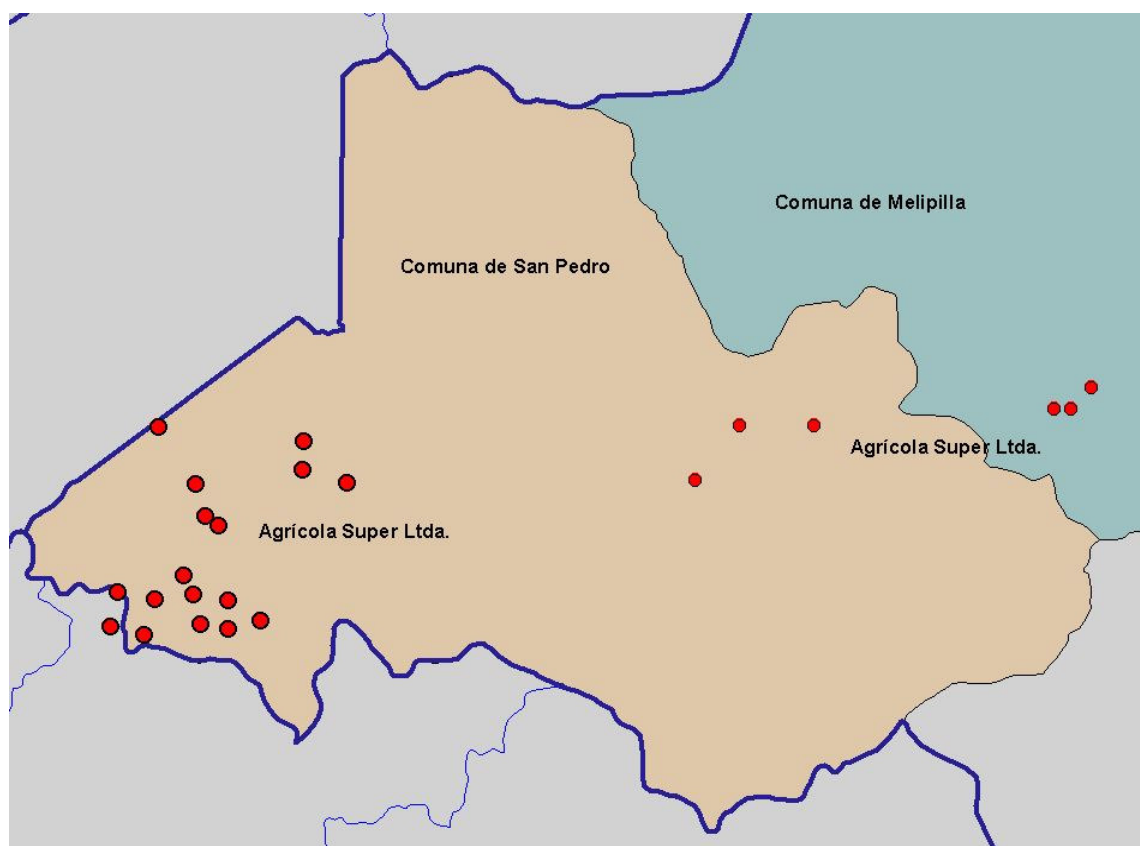 Comuna de Melipilla
Comuna de San Pedro
Agrícola Super Ltda.
Agrícola Super Ltda.